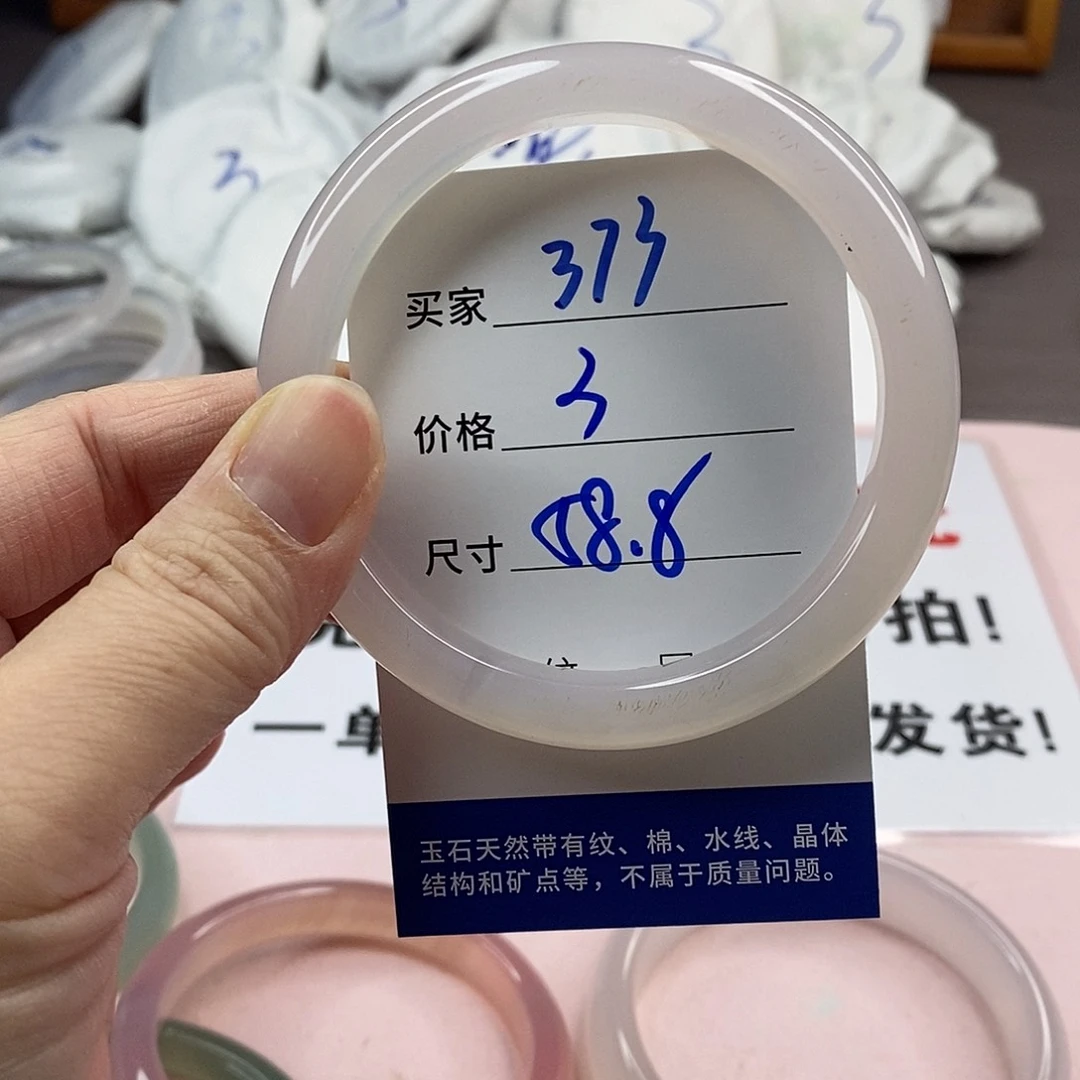 买家 373
价格 3
尺寸 58.8
拍！
一单 发货！
玉石天然带有纹、棉、水线、晶体
结构和矿点等，不属于质量问题。